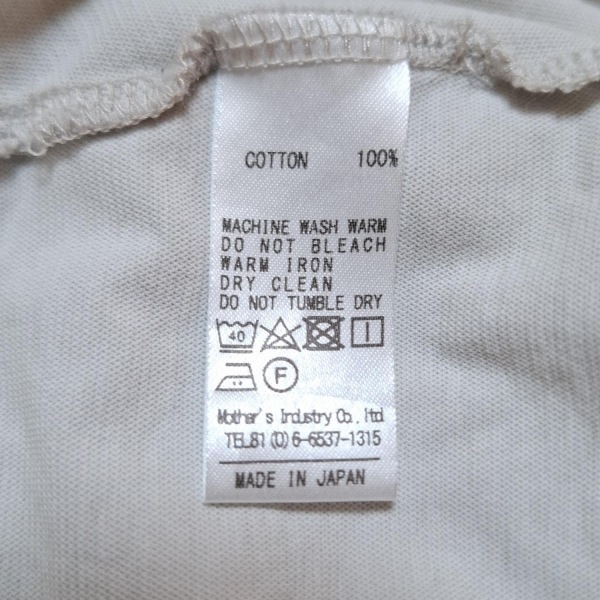 COTTON 100%
MACHINE WASH WARM
DO NOT BLEACH
WARM IRON
DRY CLEAN
DO NOT TUMBLE DRY
40
F
Mother's Industry Co., ltd
TEL81(0)6-6537-1315
MADE IN JAPAN